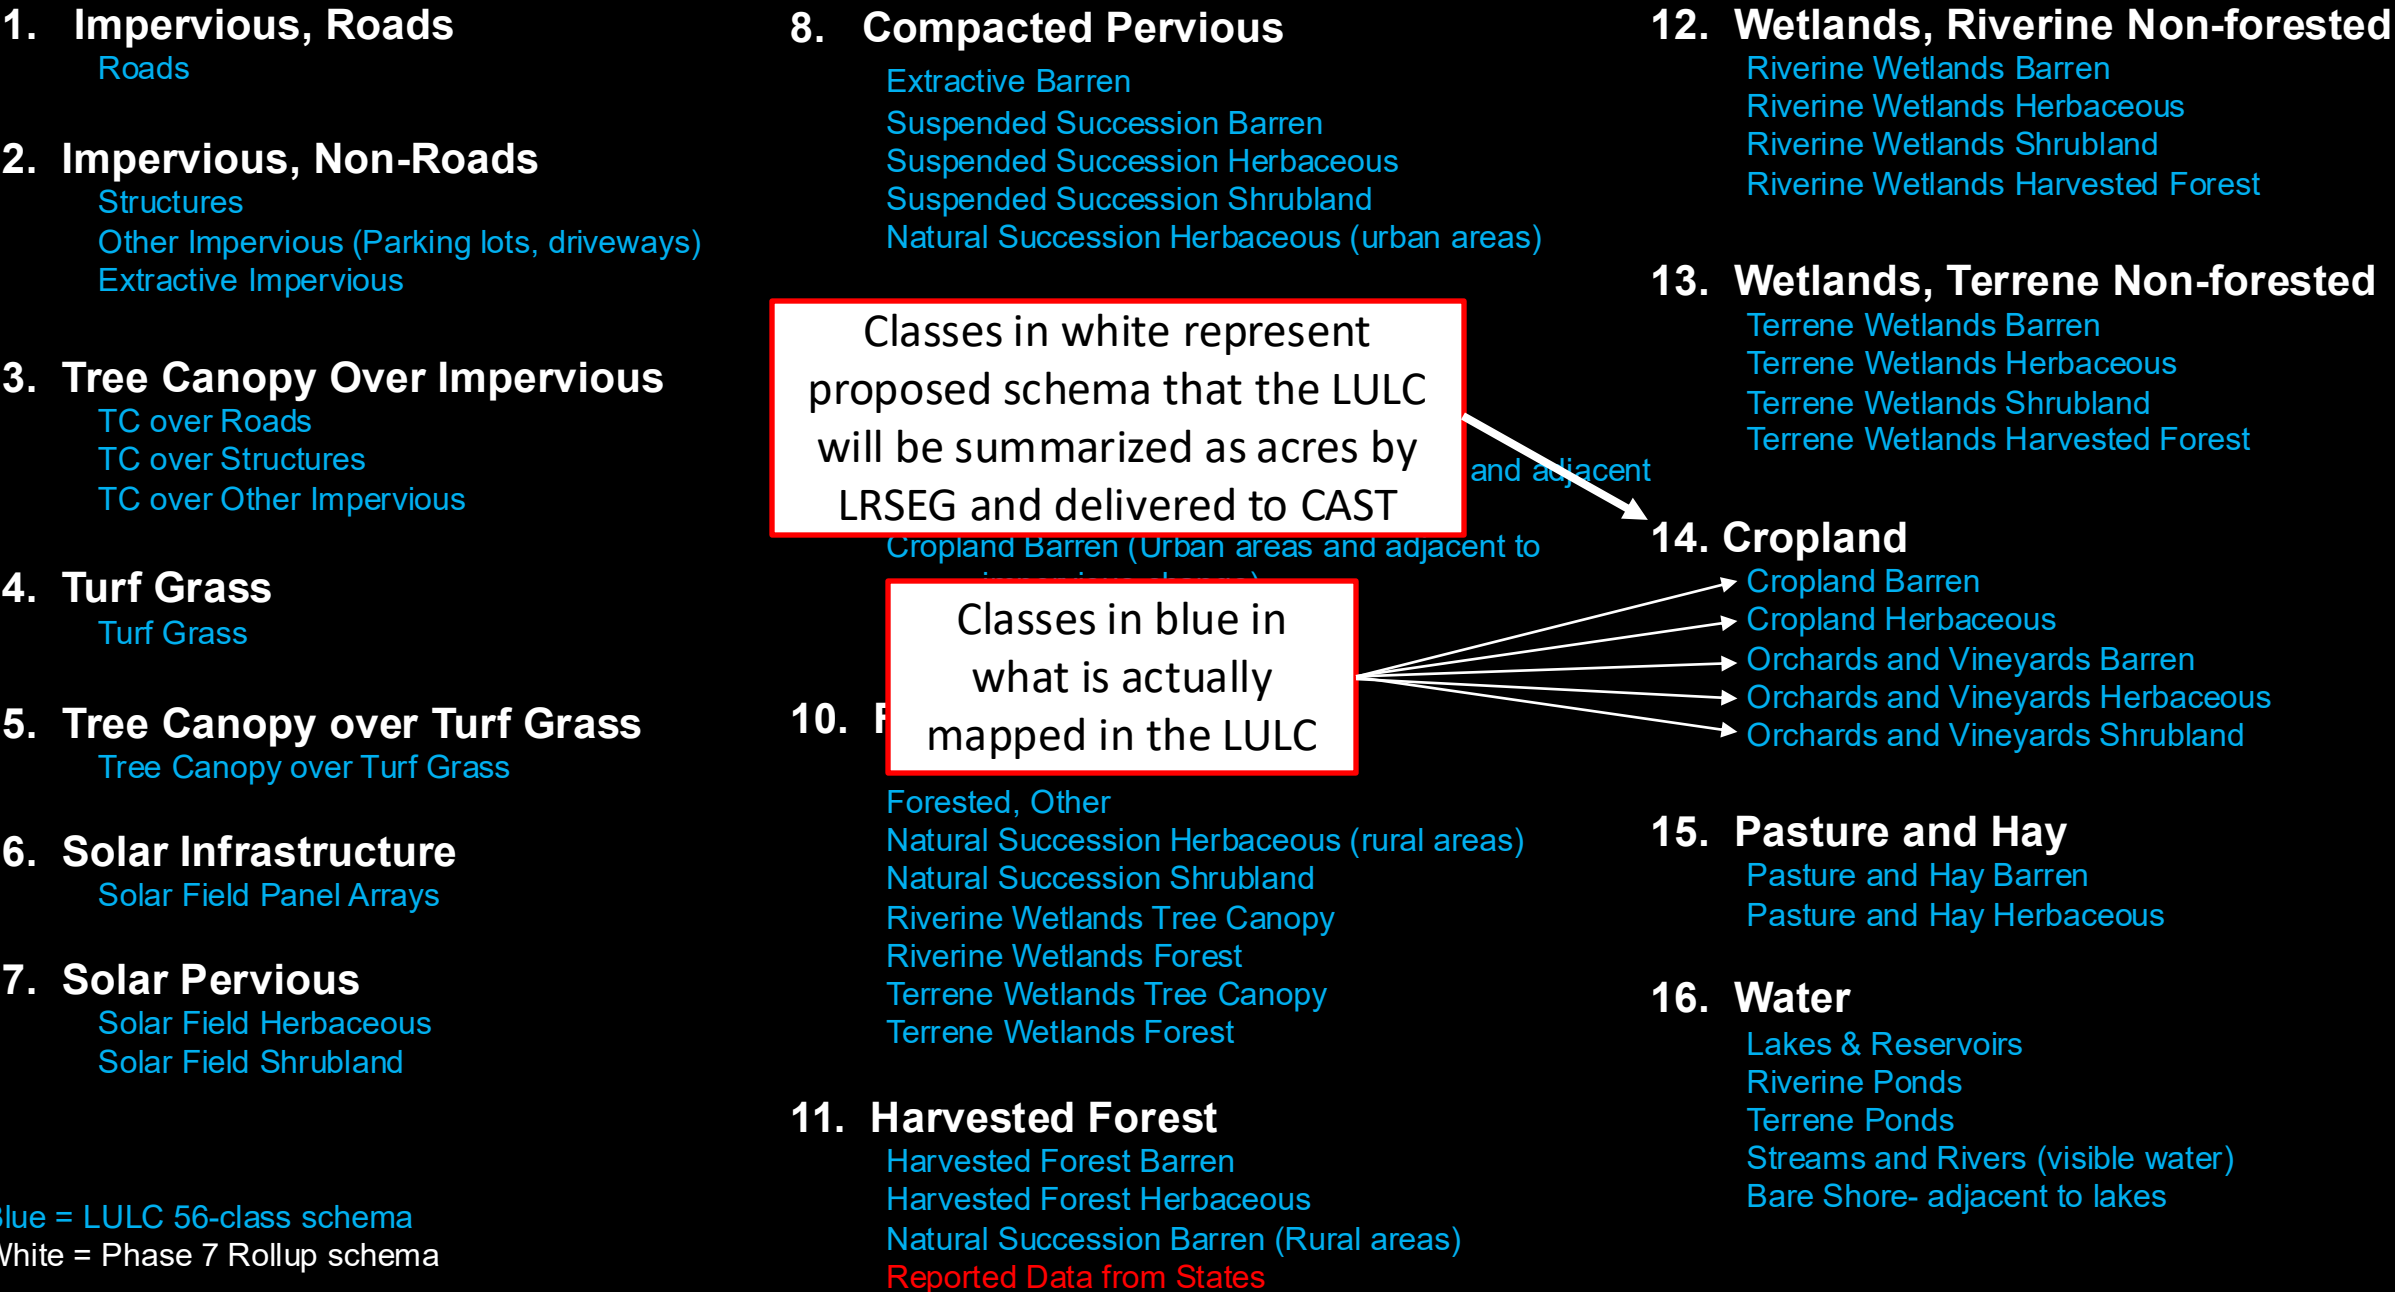 1. Impervious, Roads
Roads
2. Impervious, Non-Roads
Structures
Other Impervious (Parking lots, driveways)
Extractive Impervious
3. Tree Canopy Over Impervious
TC over Roads
TC over Structures
TC over Other Impervious
4. Turf Grass
Turf Grass
5. Tree Canopy over Turf Grass
Tree Canopy over Turf Grass
6. Solar Infrastructure
Solar Field Panel Arrays
7. Solar Pervious
Solar Field Herbaceous
Solar Field Shrubland
= LULC 56-class schema
= Phase 7 Rollup schema
8. Compacted Pervious
Extractive Barren
Suspended Succession Barren
Suspended Succession Herbaceous
Suspended Succession Shrubland
Natural Succession Herbaceous (urban areas)
Classes in white represent
proposed schema that the LULC
will be summarized as acres by
LRSEG and delivered to CAST
and adjacent
Cropland Barren (Urban areas and adjacent to
Classes in blue in
what is actually
mapped in the LULC
10.
Forested, Other
Natural Succession Herbaceous (rural areas)
Natural Succession Shrubland
Riverine Wetlands Tree Canopy
Riverine Wetlands Forest
Terrene Wetlands Tree Canopy
Terrene Wetlands Forest
11. Harvested Forest
Harvested Forest Barren
Harvested Forest Herbaceous
Natural Succession Barren (Rural areas)
Reported Data from States
12. Wetlands, Riverine Non-forested
Riverine Wetlands Barren
Riverine Wetlands Herbaceous
Riverine Wetlands Shrubland
Riverine Wetlands Harvested Forest
13. Wetlands, Terrene Non-forested
Terrene Wetlands Barren
Terrene Wetlands Herbaceous
Terrene Wetlands Shrubland
Terrene Wetlands Harvested Forest
14. Cropland
Cropland Barren
Cropland Herbaceous
Orchards and Vineyards Barren
Orchards and Vineyards Herbaceous
Orchards and Vineyards Shrubland
15. Pasture and Hay
Pasture and Hay Barren
Pasture and Hay Herbaceous
16. Water
Lakes & Reservoirs
Riverine Ponds
Terrene Ponds
Streams and Rivers (visible water)
Bare Shore- adjacent to lakes